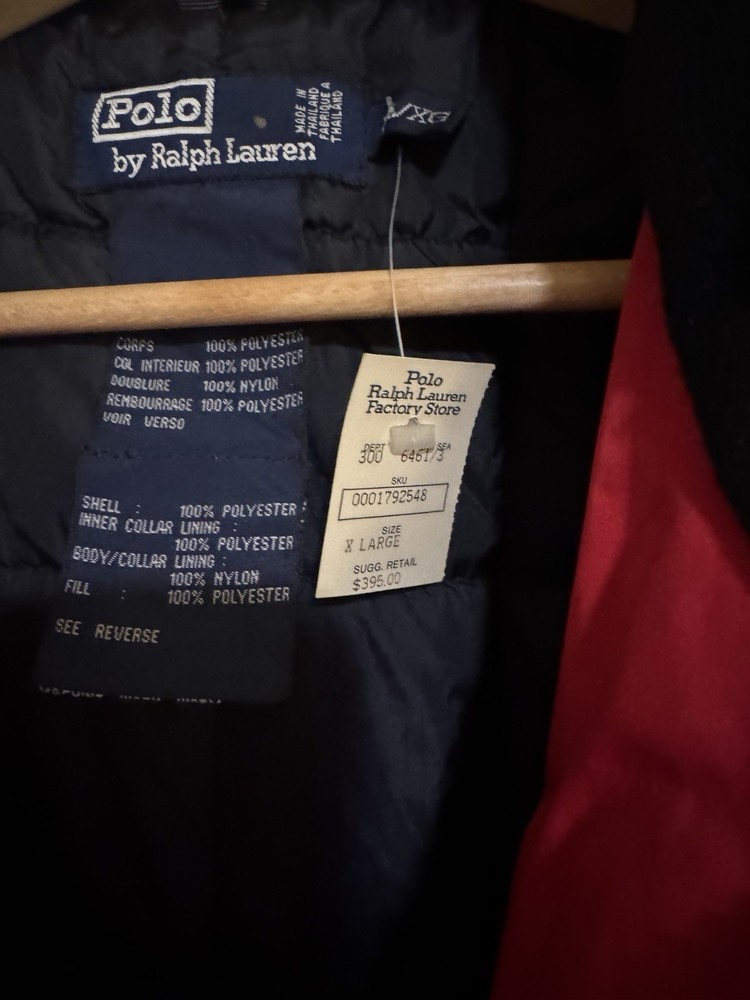 Polo
by Ralph Lauren
MADE IN
THAILAND
FABRIQUE A
THAILAND
/XG
CORPS 100% POLYESTER
COL INTERIEUR 100% POLYESTER
DOUBLURE 100% NYLON
REMBOURRAGE 100% POLYESTER
VOIR VERSO
SHELL : 100% POLYESTER
INNER COLLAR LINING :
100% POLYESTER
BODY/COLLAR LINING :
100% NYLON
FILL : 100% POLYESTER
SEE REVERSE
Polo
Ralph Lauren
Factory Store
DEPT SEA
300 6461/3
SKU
0001792548
SIZE
X LARGE
SUGG. RETAIL
$395.00